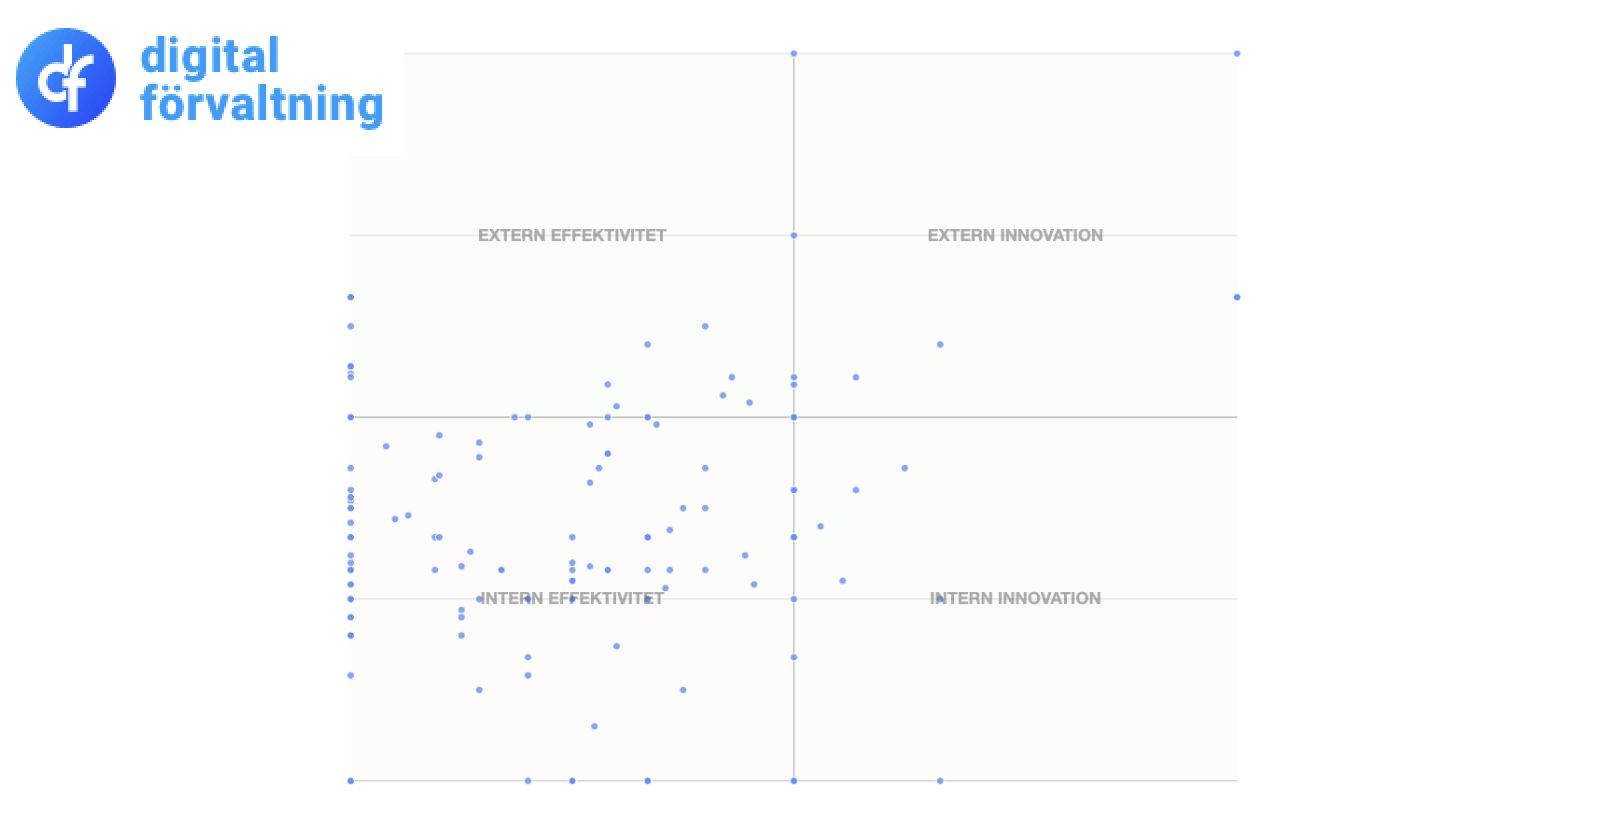 df
digital
förvaltning
EXTERN EFFEKTIVITET
EXTERN INNOVATION
INTERN EFFEKTIVITET
INTERN INNOVATION